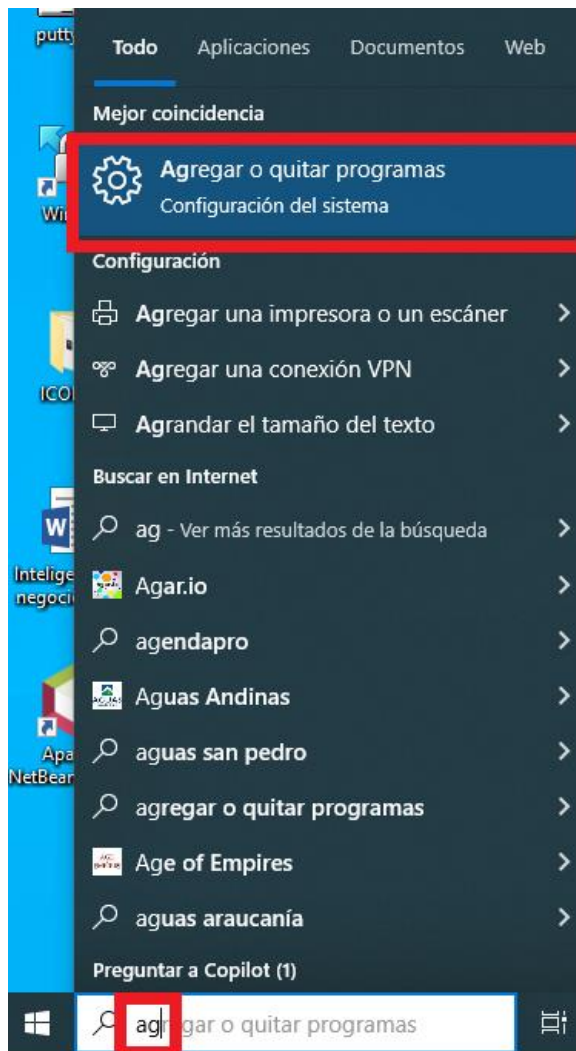 putty
Todo Aplicaciones Documentos Web
Mejor coincidencia
Agregar o quitar programas
Configuración del sistema
Configuración
Agregar una impresora o un escáner
Agregar una conexión VPN
Agrandar el tamaño del texto
Buscar en Internet
ag - Ver más resultados de la búsqueda
Agar.io
agendapro
Aguas Andinas
aguas san pedro
agregar o quitar programas
Age of Empires
aguas araucanía
Preguntar a Copilot (1)
agregar o quitar programas